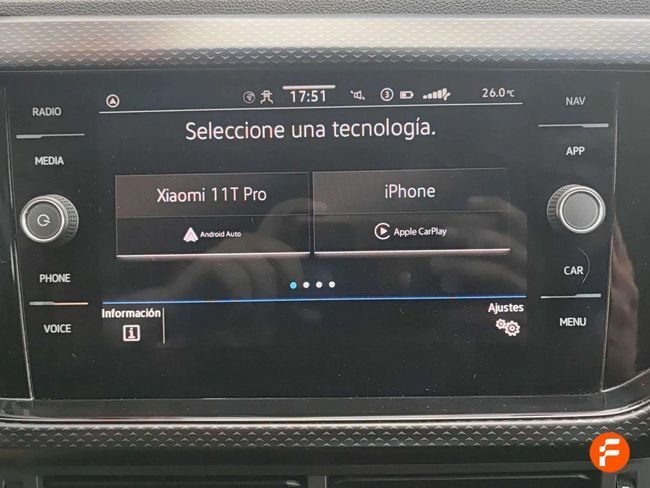 RADIO
MEDIA
PHONE
VOICE
17:51
3
26.0°C
Seleccione una tecnología.
Xiaomi 11T Pro
Android Auto
iPhone
Apple CarPlay
Información
i
Ajustes
NAV
APP
CAR
MENU